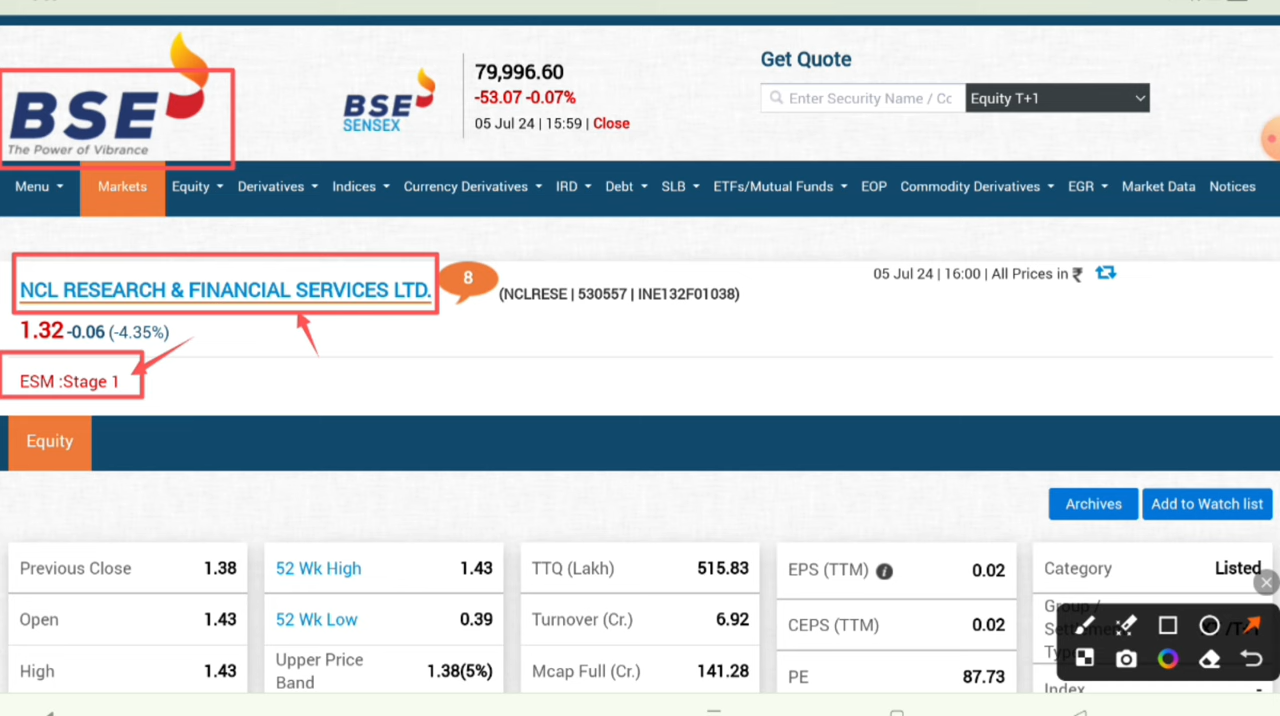 BSE
The Power of Vibrance
BSE
SENSEX
79,996.60
-53.07 -0.07%
05 Jul 24 | 15:59 | Close
Get Quote
Enter Security Name / Cc
Equity T+1
Menu Markets Equity Derivatives Indices Currency Derivatives IRD Debt SLB ETFs/Mutual Funds EOP Commodity Derivatives EGR Market Data Notices
NCL RESEARCH & FINANCIAL SERVICES LTD.
8
(NCLRESE | 530557 | INE132F01038)
05 Jul 24 | 16:00 | All Prices in ₹
1.32 -0.06 (-4.35%)
ESM :Stage 1
Equity
Archives
Add to Watch list
Previous Close 1.38
Open 1.43
High 1.43
52 Wk High 1.43
52 Wk Low 0.39
Upper Price
Band 1.38(5%)
TTQ (Lakh) 515.83
Turnover (Cr.) 6.92
Mcap Full (Cr.) 141.28
EPS (TTM) 0.02
CEPS (TTM) 0.02
PE 87.73
Category Listed
Group /
Index -